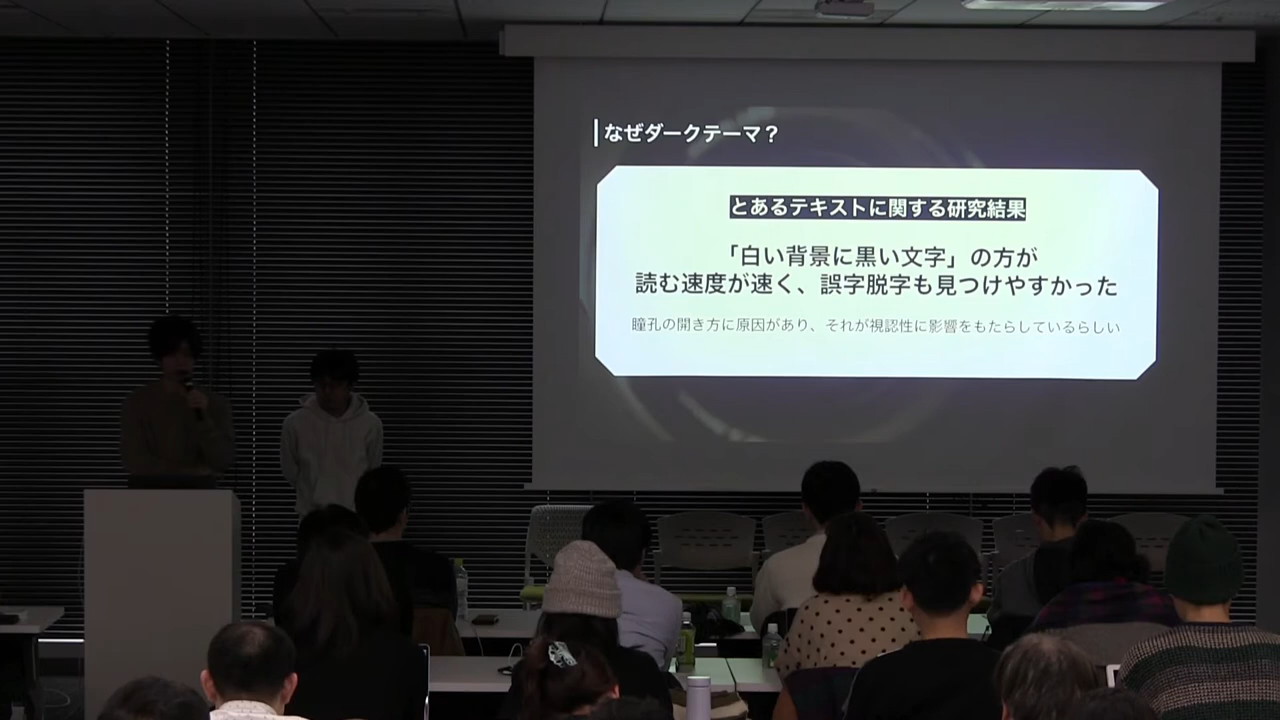 なぜダークテーマ？
とあるテキストに関する研究結果
「白い背景に黒い文字」の方が
読む速度が速く、誤字脱字も見つけやすかった
瞳孔の開き方に原因があり、それが視認性に影響をもたらしているらしい